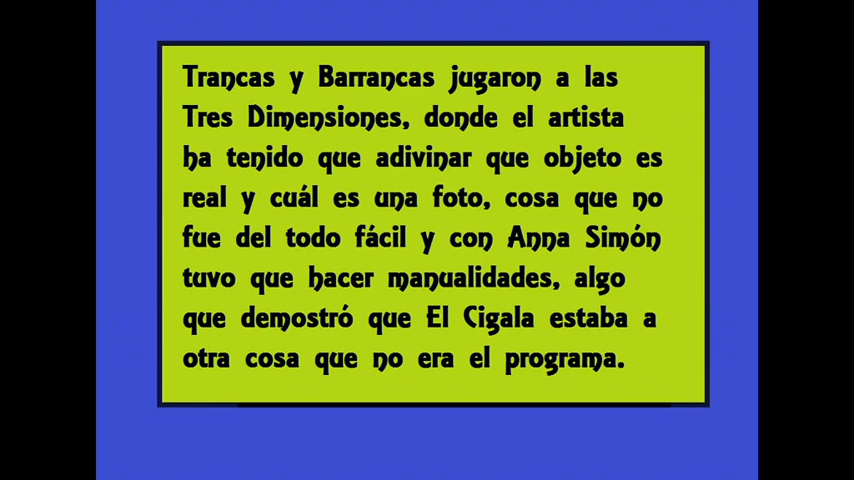 Trancas y Barrancas jugaron a las
Tres Dimensiones, donde el artista
ha tenido que adivinar que objeto es
real y cuál es una foto, cosa que no
fue del todo fácil y con Anna Simón
tuvo que hacer manualidades, algo
que demostró que El Cigala estaba a
otra cosa que no era el programa.